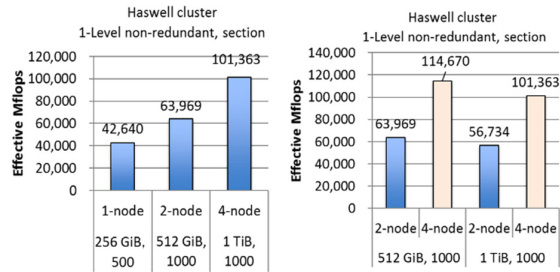 Haswell cluster
1-Level non-redundant, section
Effective Mflops
120,000
100,000
80,000
60,000
40,000
20,000
0
42,640
63,969
101,363
1-node
2-node
4-node
256 GiB, 500
512 GiB, 1000
1 TiB, 1000
Haswell cluster
1-Level non-redundant, section
Effective Mflops
140,000
120,000
100,000
80,000
60,000
40,000
20,000
0
63,969
114,670
56,734
101,363
2-node
4-node
2-node
4-node
512 GiB, 1000
1 TiB, 1000